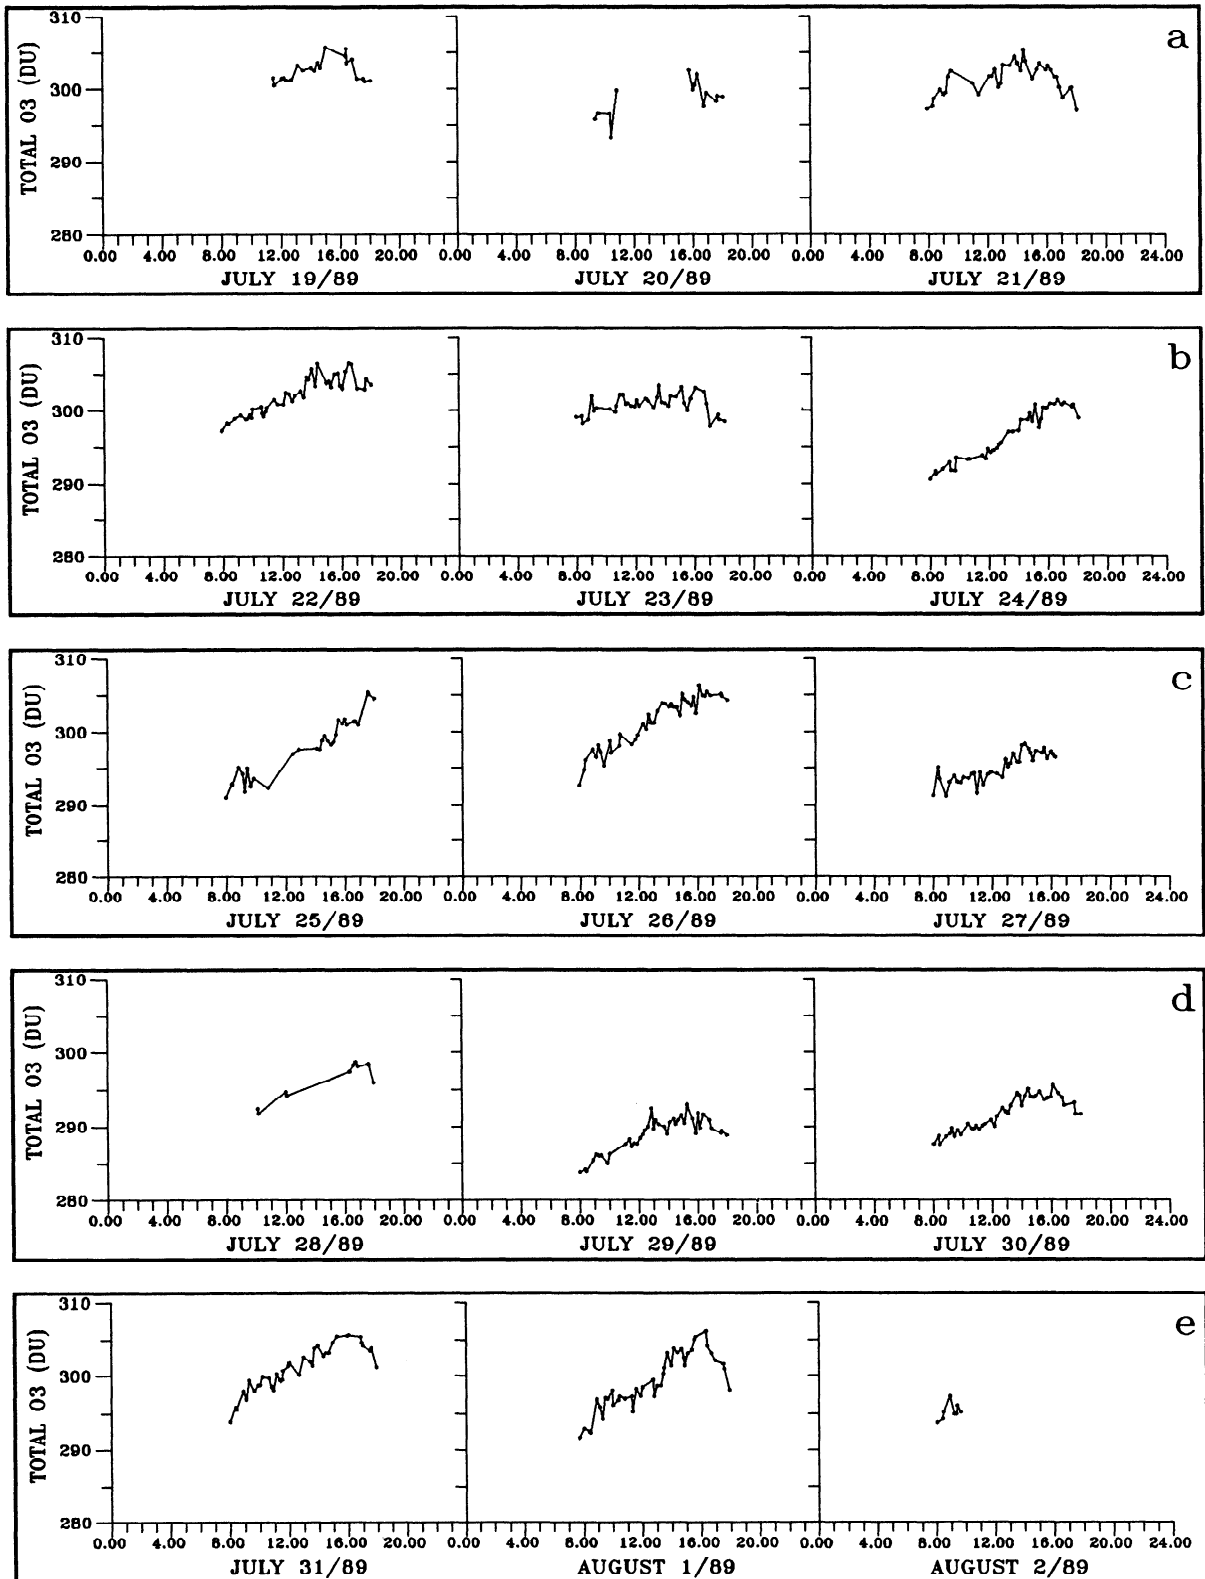 a
TOTAL O3 (DU)
310
300
290
280
0.00 4.00 8.00 12.00 16.00 20.00 0.00 4.00 8.00 12.00 16.00 20.00 0.00 4.00 8.00 12.00 16.00 20.00 24.00
JULY 19/89 JULY 20/89 JULY 21/89
b
TOTAL O3 (DU)
310
300
290
280
0.00 4.00 8.00 12.00 16.00 20.00 0.00 4.00 8.00 12.00 16.00 20.00 0.00 4.00 8.00 12.00 16.00 20.00 24.00
JULY 22/89 JULY 23/89 JULY 24/89
c
TOTAL O3 (DU)
310
300
290
280
0.00 4.00 8.00 12.00 16.00 20.00 0.00 4.00 8.00 12.00 16.00 20.00 0.00 4.00 8.00 12.00 16.00 20.00 24.00
JULY 25/89 JULY 26/89 JULY 27/89
d
TOTAL O3 (DU)
310
300
290
280
0.00 4.00 8.00 12.00 16.00 20.00 0.00 4.00 8.00 12.00 16.00 20.00 0.00 4.00 8.00 12.00 16.00 20.00 24.00
JULY 28/89 JULY 29/89 JULY 30/89
e
TOTAL O3 (DU)
310
300
290
280
0.00 4.00 8.00 12.00 16.00 20.00 0.00 4.00 8.00 12.00 16.00 20.00 0.00 4.00 8.00 12.00 16.00 20.00 24.00
JULY 31/89 AUGUST 1/89 AUGUST 2/89